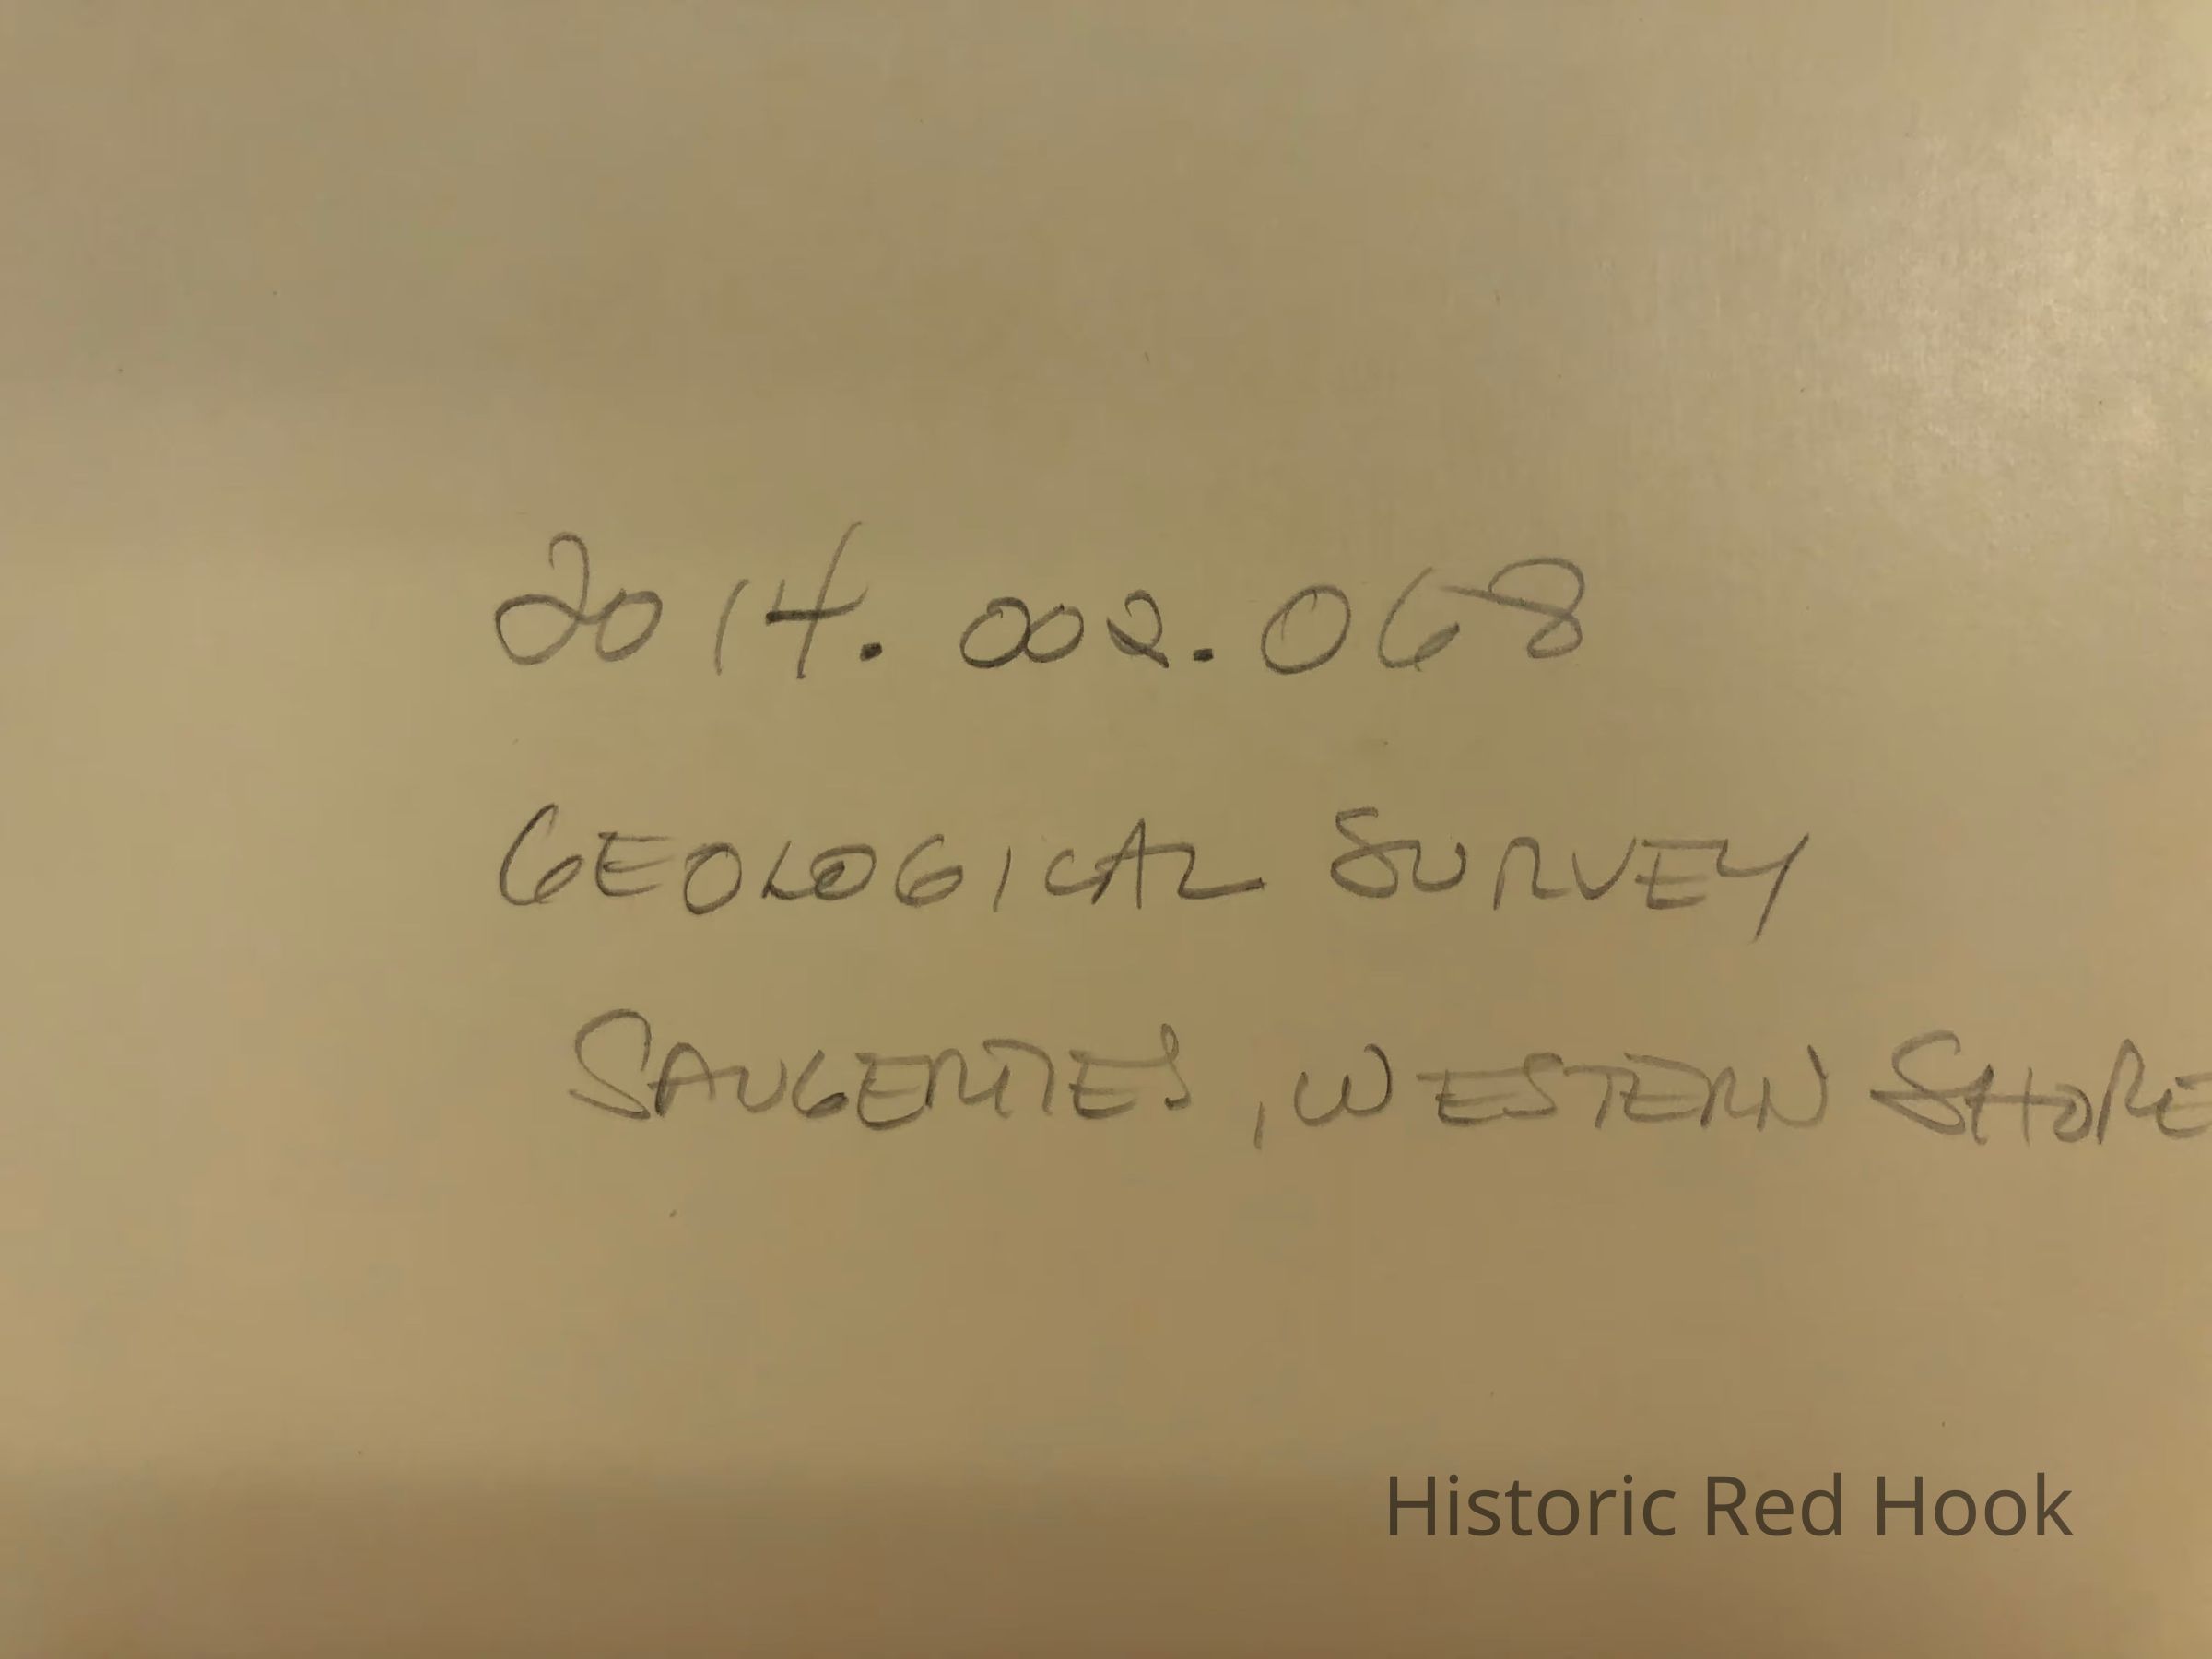 2014.002.068
GEOLOGICAL SURVEY
SAUGERTIES, WESTERN SHORE
Historic Red Hook